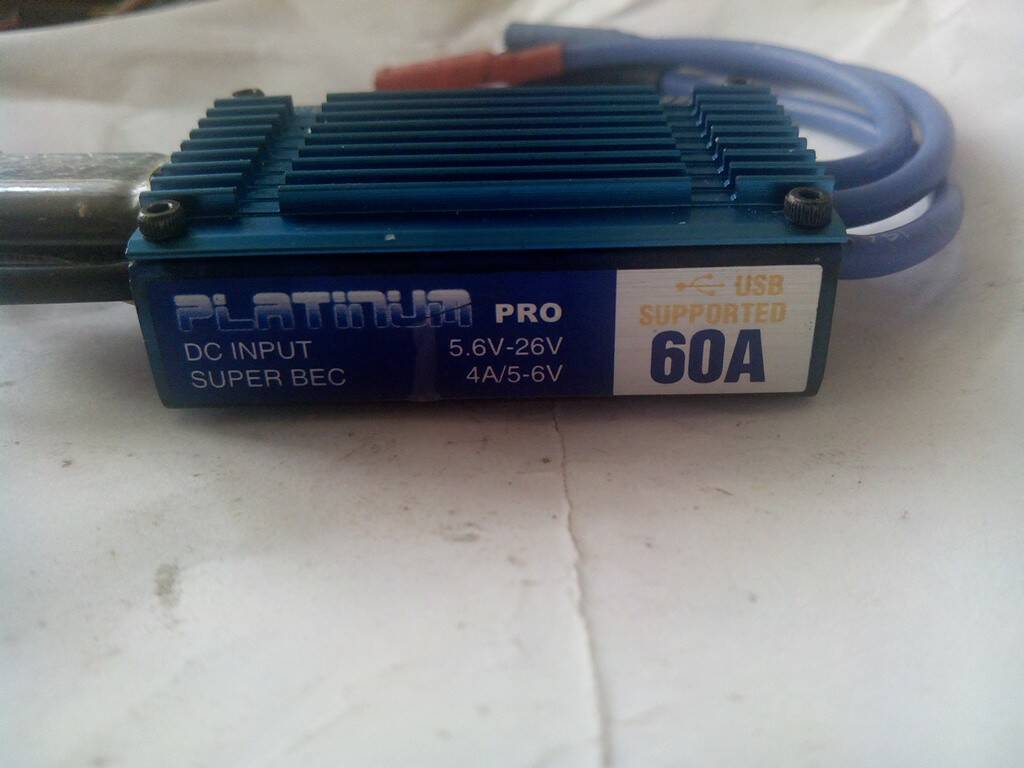 PLATINUM PRO
DC INPUT 5.6V-26V
SUPER BEC 4A/5-6V
USB
SUPPORTED
60A